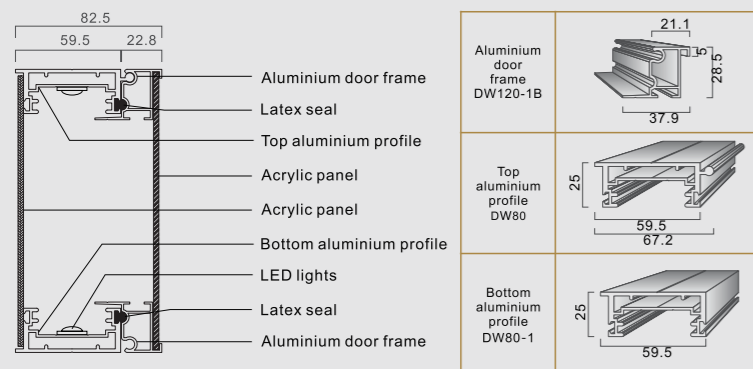 82.5
59.5 22.8
Aluminium door frame
Latex seal
Top aluminium profile
Acrylic panel
Acrylic panel
Bottom aluminium profile
LED lights
Latex seal
Aluminium door frame
Aluminium
door
frame
DW120-1B
21.1
5
28.5
37.9
Top
aluminium
profile
DW80
25
59.5
67.2
Bottom
aluminium
profile
DW80-1
25
59.5